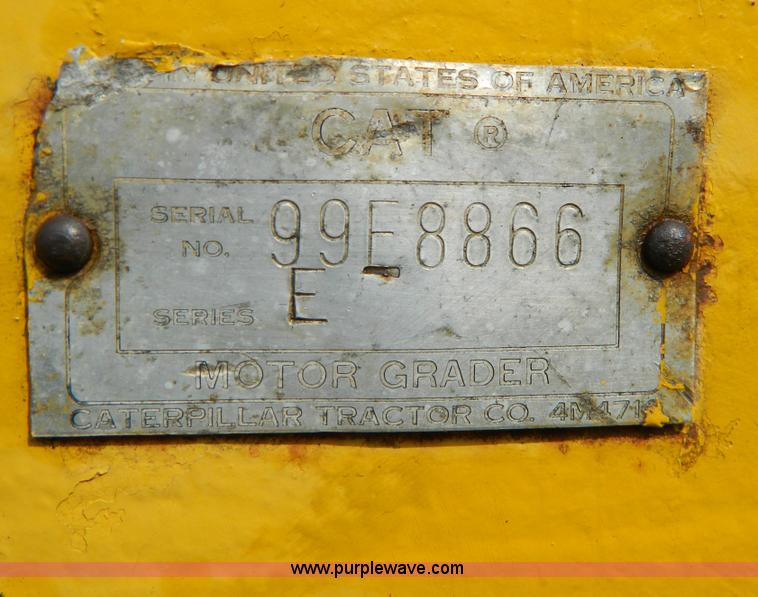 UNITED STATES OF AMERICA
CAT ®
SERIAL NO. 99E8866
SERIES E
MOTOR GRADER
CATERPILLAR TRACTOR CO.
www.purplewave.com